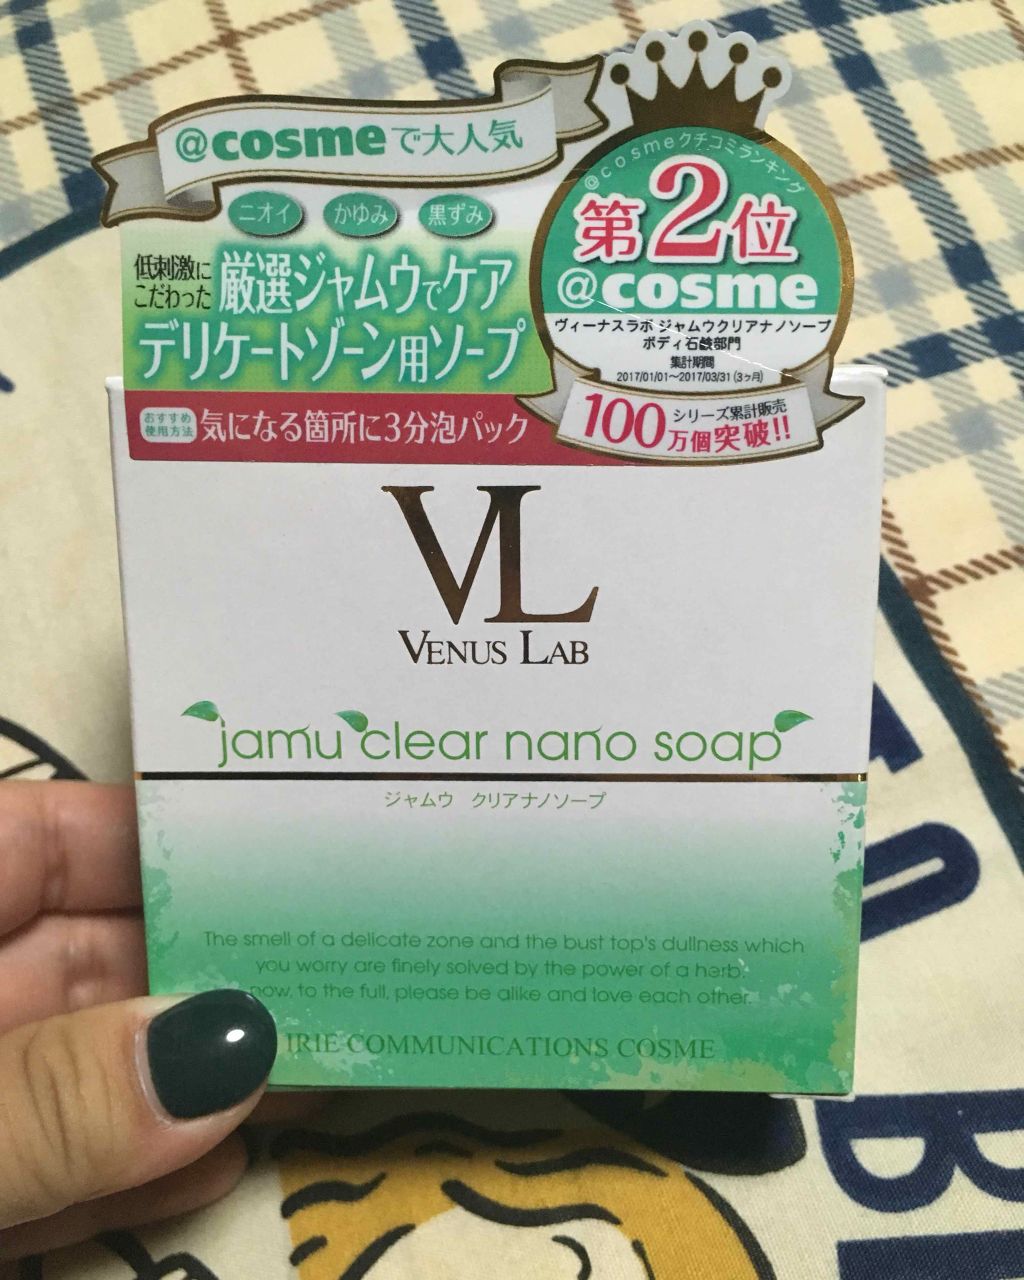 @cosmeで大人気
ニオイ かゆみ 黒ずみ
低刺激に
こだわった
厳選ジャムウでケア
デリケートゾーン用ソープ
おすすめ
使用方法
気になる箇所に3分泡パック
@cosmeクチコミランキング
第2位
@cosme
ヴィーナスラボ ジャムウクリアナノソープ
ボディ石鹸部門
集計期間
2017/01/01〜2017/03/31(3ヶ月)
シリーズ累計販売
100万個突破!!
VL
VENUS LAB
jamu clear nano soap
ジャムウ クリアナノソープ
The smell of a delicate zone and the bust top's dullness which
you worry are finely solved by the power of a herb.
now, to the full, please be alike and love each other.
IRIE COMMUNICATIONS COSME